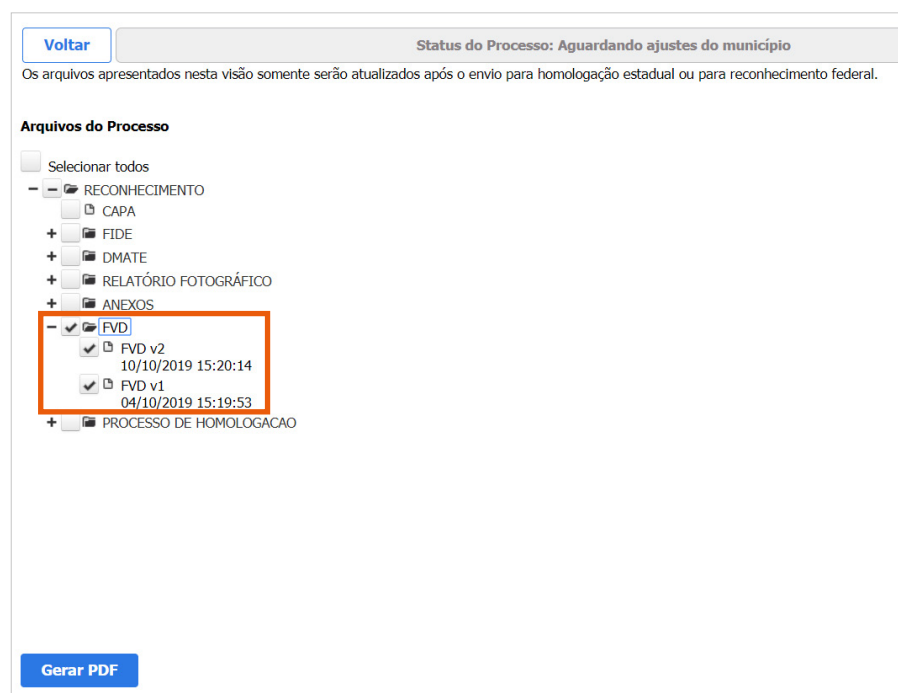 Voltar
Status do Processo: Aguardando ajustes do município
Os arquivos apresentados nesta visão somente serão atualizados após o envio para homologação estadual ou para reconhecimento federal.
Arquivos do Processo
Selecionar todos
RECONHECIMENTO
CAPA
FIDE
DMATE
RELATÓRIO FOTOGRÁFICO
ANEXOS
FVD
FVD v2
10/10/2019 15:20:14
FVD v1
04/10/2019 15:19:53
PROCESSO DE HOMOLOGACAO
Gerar PDF